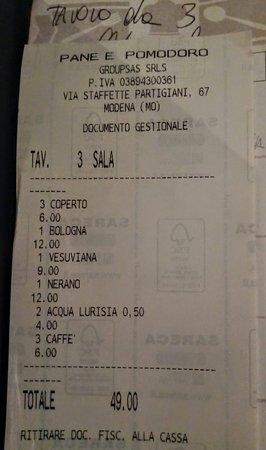 TAVOLO da 3
PANE E POMODORO
GROUPSAS SRLS
P.IVA 03894300361
VIA STAFFETTE PARTIGIANI, 67
MODENA (MO)
DOCUMENTO GESTIONALE
TAV. 3 SALA
3 COPERTO
6.00
1 BOLOGNA
12.00
1 VESUVIANA
9.00
1 NERANO
12.00
2 ACQUA LURISIA 0,50
4.00
3 CAFFE'
6.00
TOTALE 49.00
RITIRARE DOC. FISC. ALLA CASSA